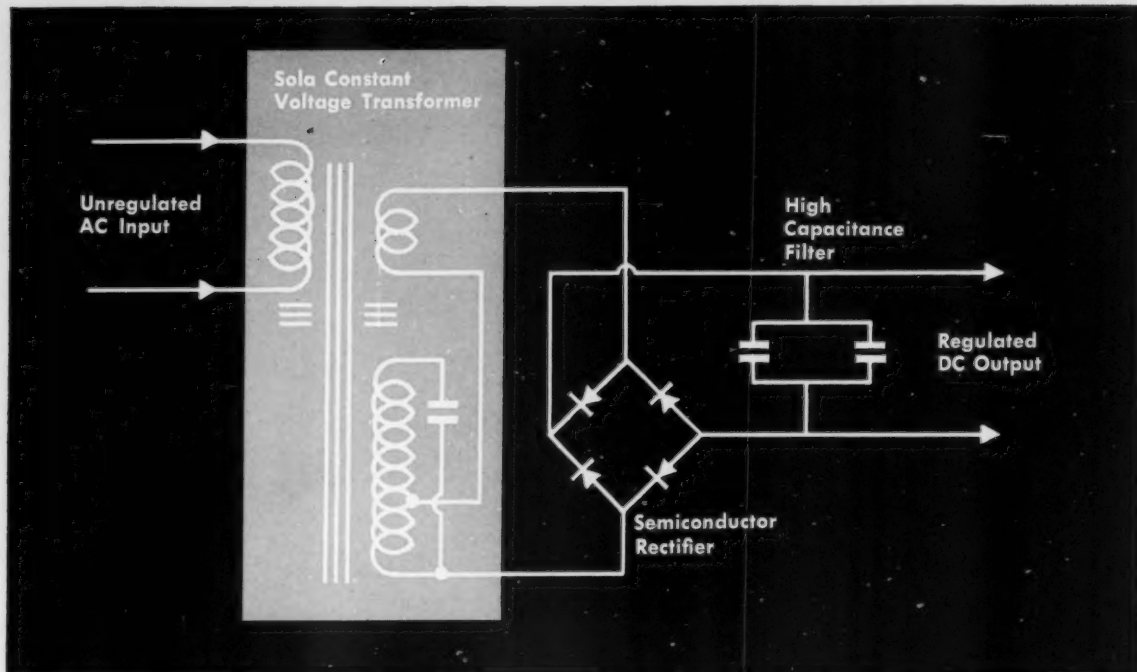 Sola Constant
Voltage Transformer
Unregulated
AC Input
High
Capacitance
Filter
Regulated
DC Output
Semiconductor
Rectifier